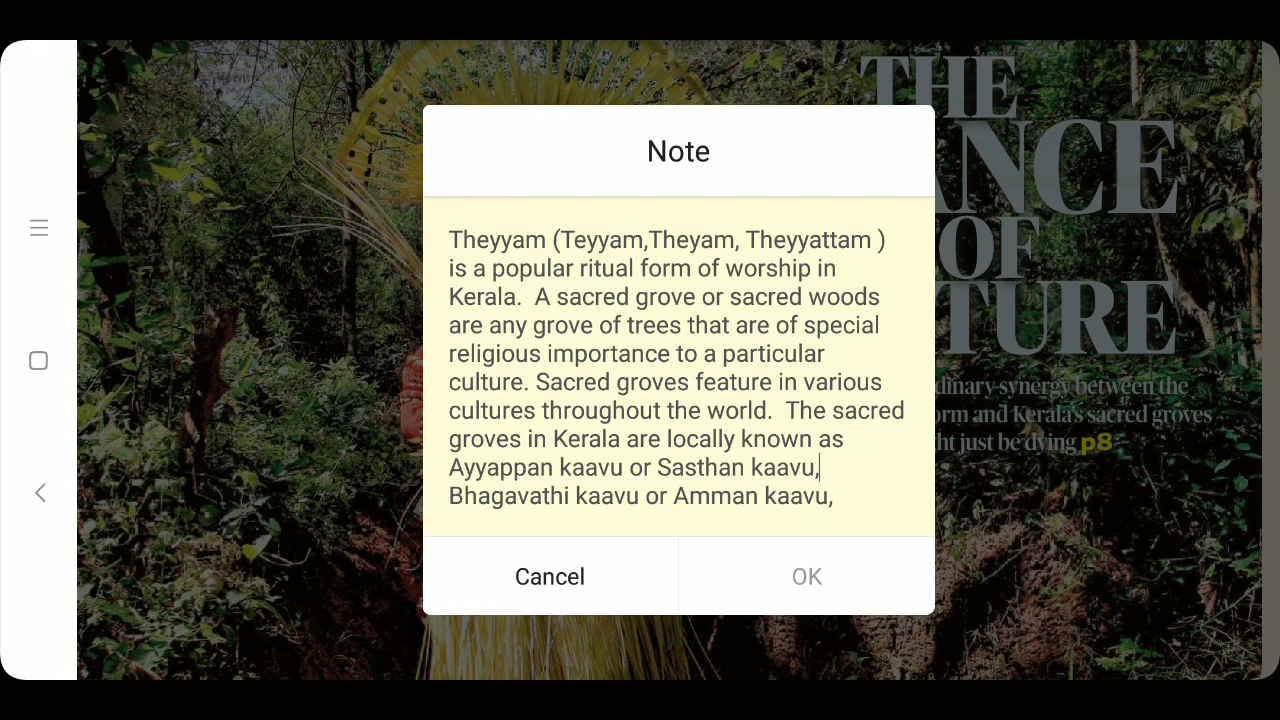 THE
ANCE
OF
TURE
dinary synergy between the
orm and Kerala's sacred groves
ht just be dying p8
Note
Theyyam (Teyyam,Theyam, Theyyattam )
is a popular ritual form of worship in
Kerala.  A sacred grove or sacred woods
are any grove of trees that are of special
religious importance to a particular
culture. Sacred groves feature in various
cultures throughout the world.  The sacred
groves in Kerala are locally known as
Ayyappan kaavu or Sasthan kaavu,
Bhagavathi kaavu or Amman kaavu,
Cancel
OK